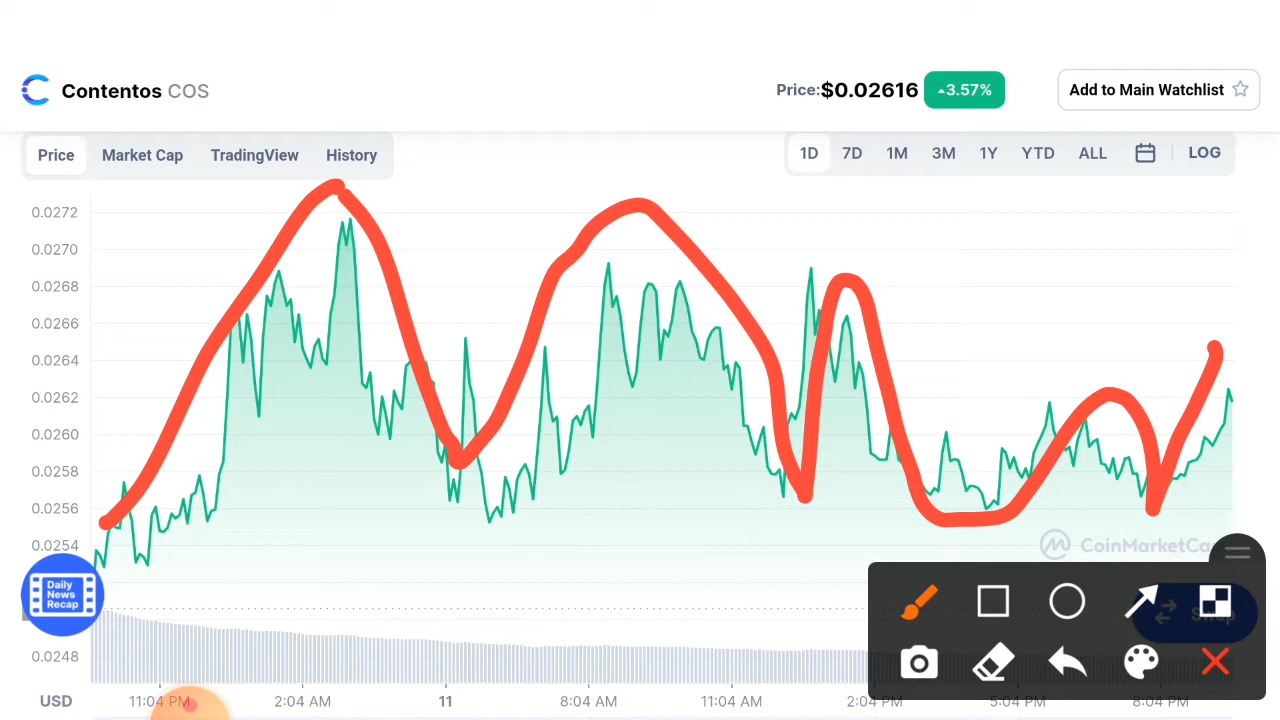 Contentos COS
Price:$0.02616 3.57%
Add to Main Watchlist
Price Market Cap TradingView History
1D 7D 1M 3M 1Y YTD ALL LOG
0.0272
0.0270
0.0268
0.0266
0.0264
0.0262
0.0260
0.0258
0.0256
0.0254
CoinMarketCap
Daily
News
Recap
Swap
0.0248
USD 11:04 PM 2:04 AM 11 8:04 AM 11:04 AM 2:04 PM 5:04 PM 8:04 PM